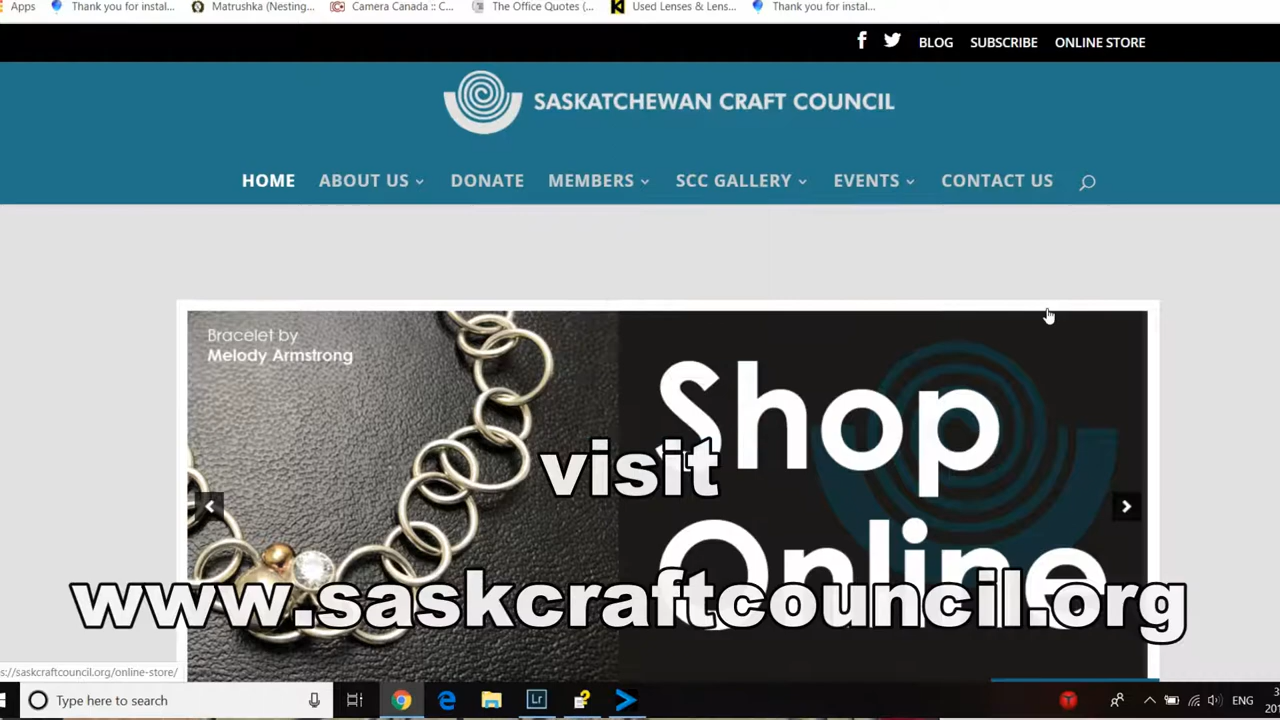 Apps Thank you for instal... Matrushka (Nesting... Camera Canada :: C... The Office Quotes (... Used Lenses & Lens... Thank you for instal...
BLOG SUBSCRIBE ONLINE STORE
SASKATCHEWAN CRAFT COUNCIL
HOME ABOUT US DONATE MEMBERS SCC GALLERY EVENTS CONTACT US
Bracelet by
Melody Armstrong
Shop
Online
visit
www.saskcraftcouncil.org
s://saskcraftcouncil.org/online-store/
Type here to search
Lr
ENG